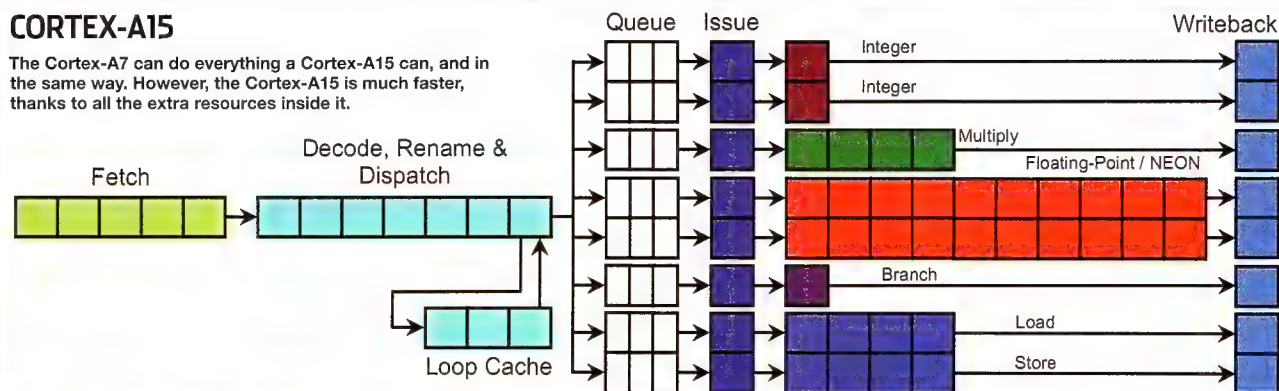 CORTEX-A15
The Cortex-A7 can do everything a Cortex-A15 can, and in
the same way. However, the Cortex-A15 is much faster,
thanks to all the extra resources inside it.
Queue
Issue
Writeback
Fetch
Decode, Rename &
Dispatch
Loop Cache
Integer
Integer
Multiply
Floating-Point / NEON
Branch
Load
Store